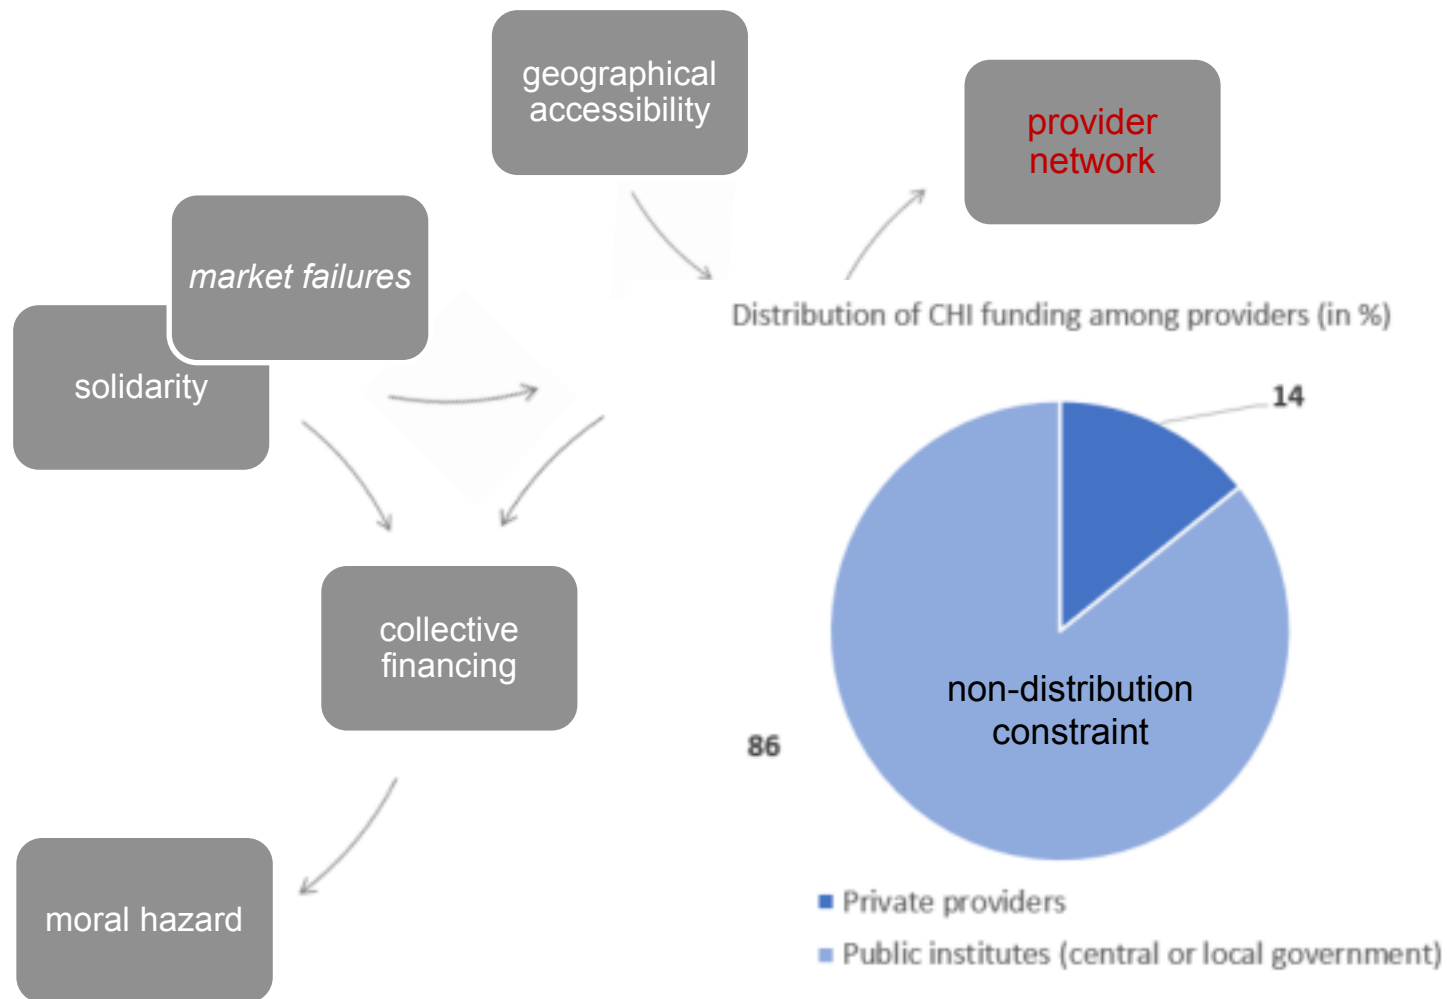 geographical
accessibility
provider
network
market failures
solidarity
Distribution of CHI funding among providers (in %)
14
collective
financing
non-distribution
constraint
86
moral hazard
Private providers
Public institutes (central or local government)